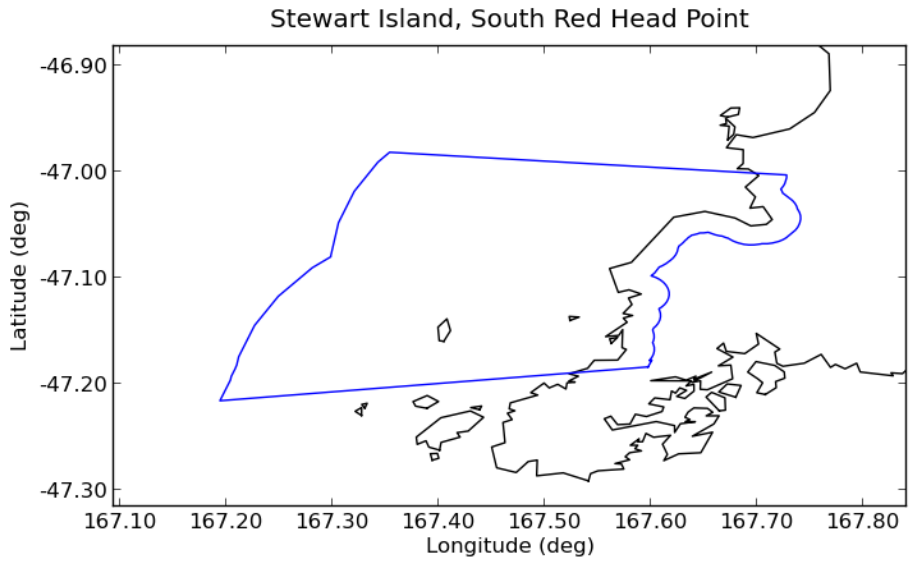 Stewart Island, South Red Head Point
-46.90
-47.00
-47.10
-47.20
-47.30
Latitude (deg)
167.10 167.20 167.30 167.40 167.50 167.60 167.70 167.80
Longitude (deg)